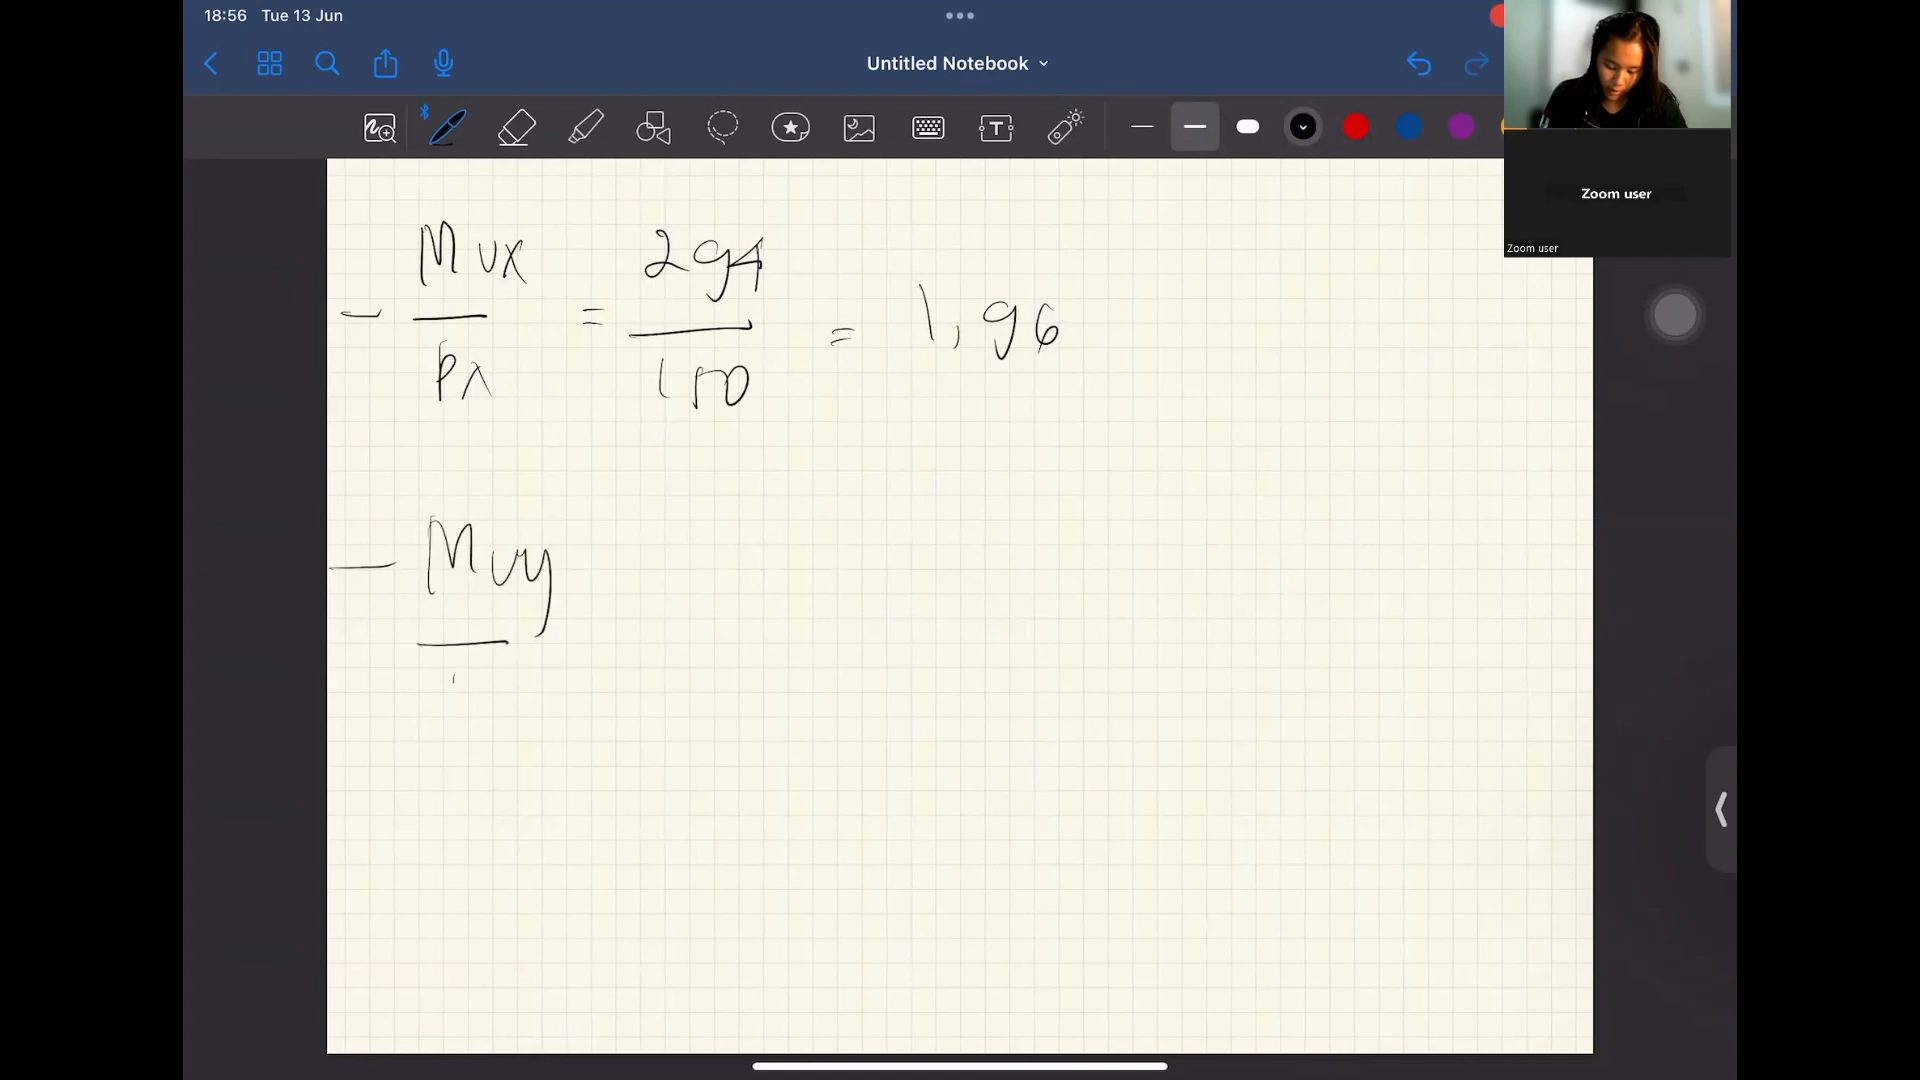 18:56 Tue 13 Jun
Untitled Notebook
Zoom user
Zoom user
- Mux / Px = 294 / 150 = 1,96
- Muy